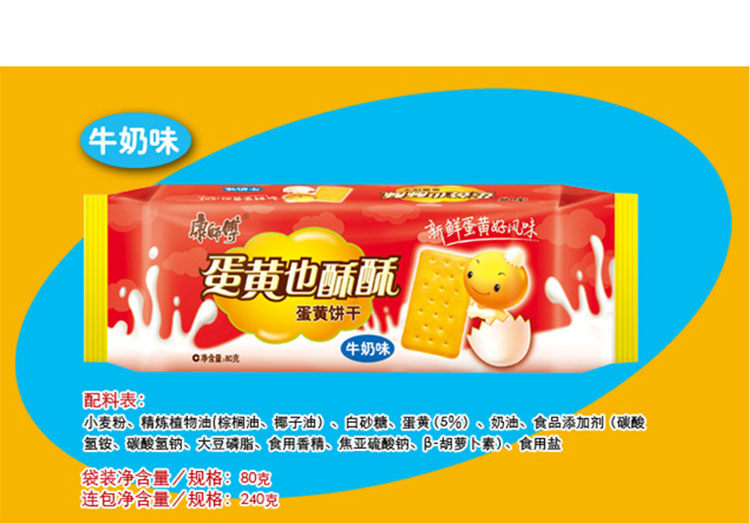 牛奶味
牛奶味
康师傅
新鲜蛋黄好风味
蛋黄也酥酥
蛋黄饼干
牛奶味
净含量:80克
配料表：
小麦粉、精炼植物油(棕榈油、椰子油）、白砂糖、蛋黄（5%）、奶油、食品添加剂（碳酸
氢铵、碳酸氢钠、大豆磷脂、食用香精、焦亚硫酸钠、β-胡萝卜素）、食用盐
袋装净含量／规格：80克
连包净含量／规格：240克